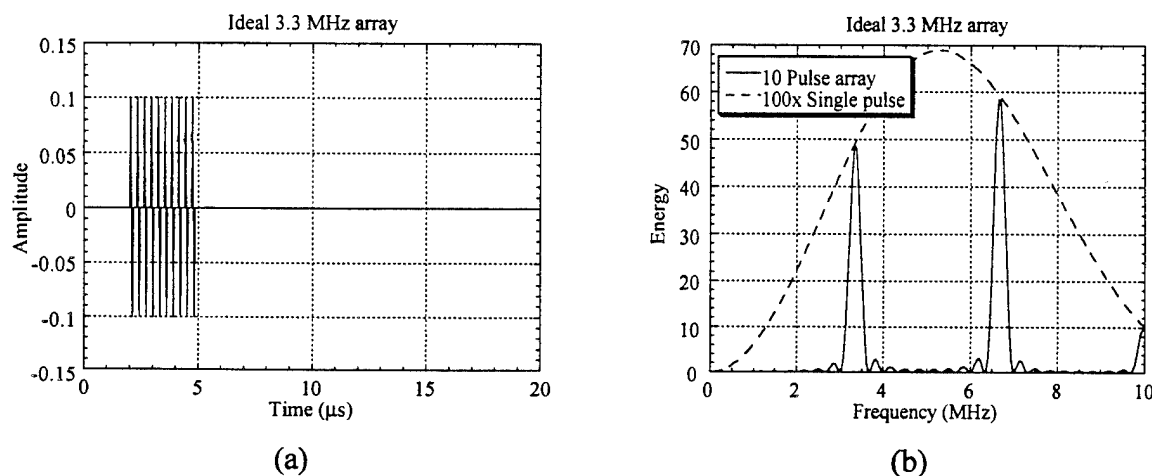 Ideal 3.3 MHz array
0.15
0.1
0.05
0
-0.05
-0.1
-0.15
Amplitude
0
5
10
15
20
Time (μs)
(a)
Ideal 3.3 MHz array
70
60
50
40
30
20
10
0
Energy
10 Pulse array
100x Single pulse
0
2
4
6
8
10
Frequency (MHz)
(b)